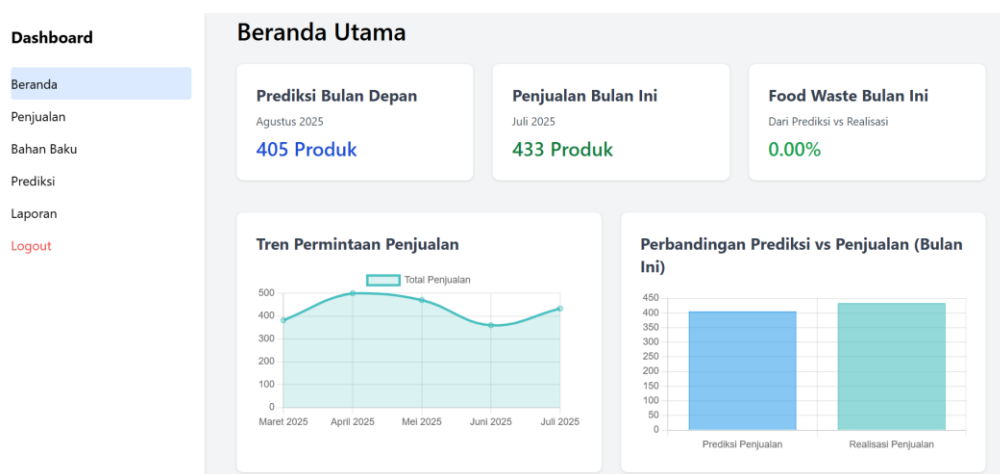 Dashboard
Beranda
Penjualan
Bahan Baku
Prediksi
Laporan
Logout
Beranda Utama
Prediksi Bulan Depan
Agustus 2025
405 Produk
Penjualan Bulan Ini
Juli 2025
433 Produk
Food Waste Bulan Ini
Dari Prediksi vs Realisasi
0.00%
Tren Permintaan Penjualan
Total Penjualan
500
400
300
200
100
0
Maret 2025
April 2025
Mei 2025
Juni 2025
Juli 2025
Perbandingan Prediksi vs Penjualan (Bulan
Ini)
450
400
350
300
250
200
150
100
50
0
Prediksi Penjualan
Realisasi Penjualan